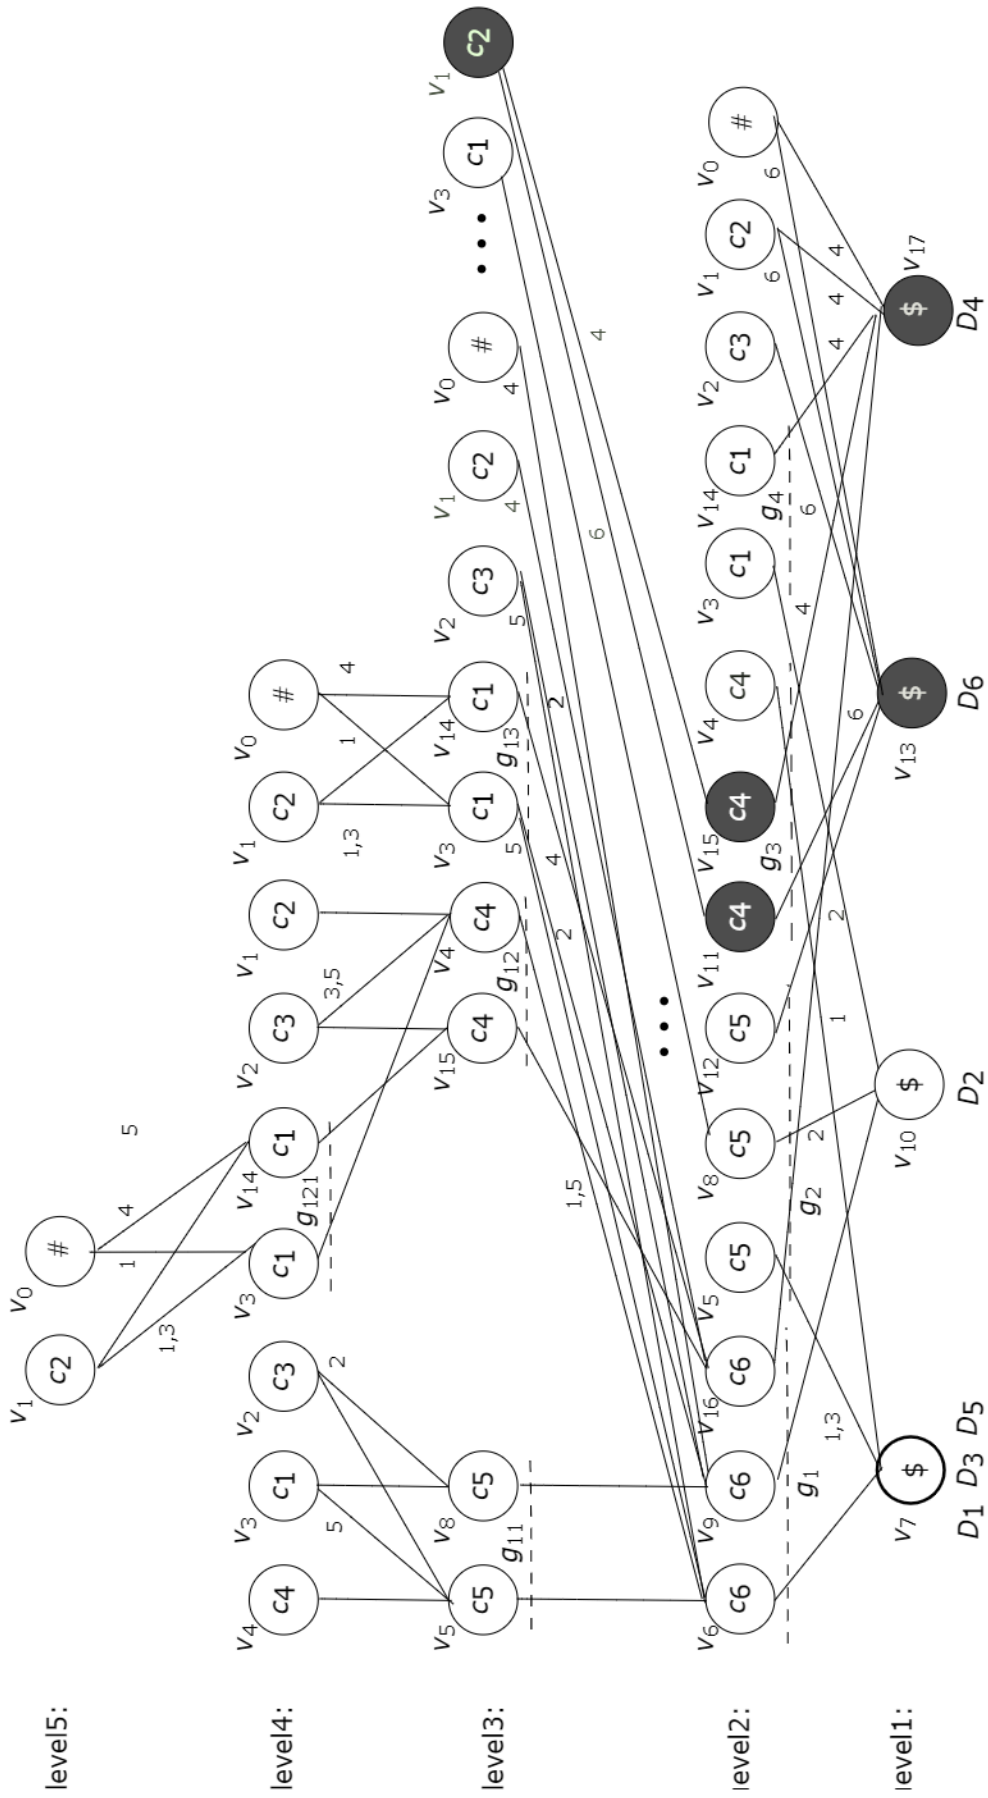 level5:
v1 v0
c2 #
1,3 1 4 5
level4:
v4 v3 v2 v3 v14 v2 v1 v1 v0
c4 c1 c3 c1 c1 c3 c2 c2 #
g121
5 2 3,5 1,3 1 4
level3:
v5 v8 v15 v4 v3 v14 v2 v1 v0 v3 v1
c5 c5 c4 c4 c1 c1 c3 c2 # ••• c1 c2
g11 g12 g13
5 5 4 4
1,5 2 4 2 6 4
•••
level2:
v6 v9 v16 v5 v8 v12 v11 v15 v4 v3 v14 v2 v1 v0
c6 c6 c6 c5 c5 c5 c4 c4 c4 c1 c1 c3 c2 #
g1 g2 g3 g4
6 6
1,3 2 1 2 6 4 6 4 4 4
level1:
v7 v10 v13 v17
$ $ $ $
D1 D3 D5 D2 D6 D4